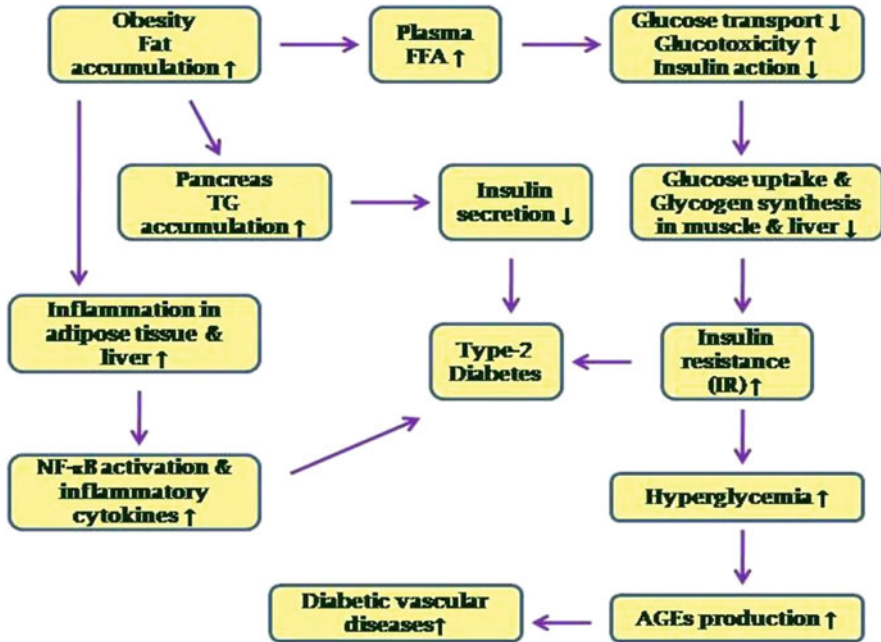 Obesity
Fat
accumulation ↑
Plasma
FFA ↑
Glucose transport ↓
Glucotoxicity ↑
Insulin action ↓
Pancreas
TG
accumulation ↑
Insulin
secretion ↓
Glucose uptake &
Glycogen synthesis
in muscle & liver ↓
Inflammation in
adipose tissue &
liver ↑
Type-2
Diabetes
Insulin
resistance
(IR) ↑
NF-κB activation &
inflammatory
cytokines ↑
Hyperglycemia ↑
Diabetic vascular
diseases↑
AGEs production ↑